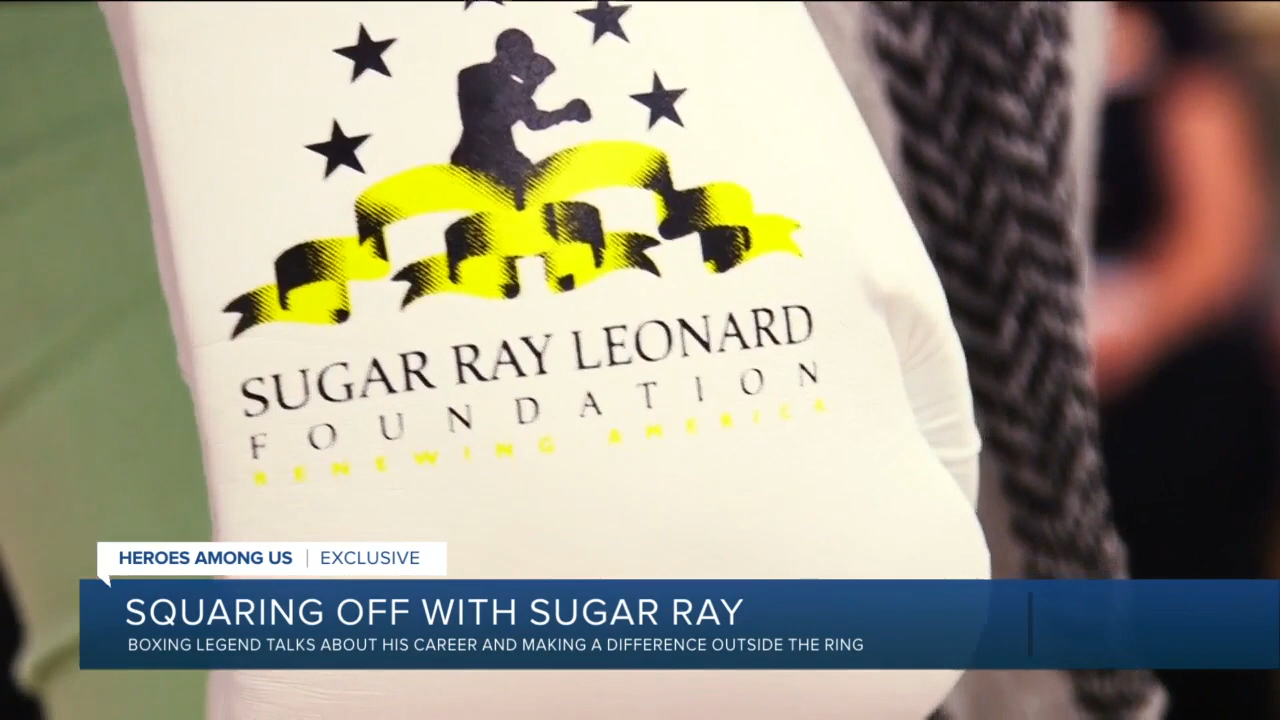 SUGAR RAY LEONARD
FOUNDATION
RENEWING AMERICA
HEROES AMONG US | EXCLUSIVE
SQUARING OFF WITH SUGAR RAY
BOXING LEGEND TALKS ABOUT HIS CAREER AND MAKING A DIFFERENCE OUTSIDE THE RING